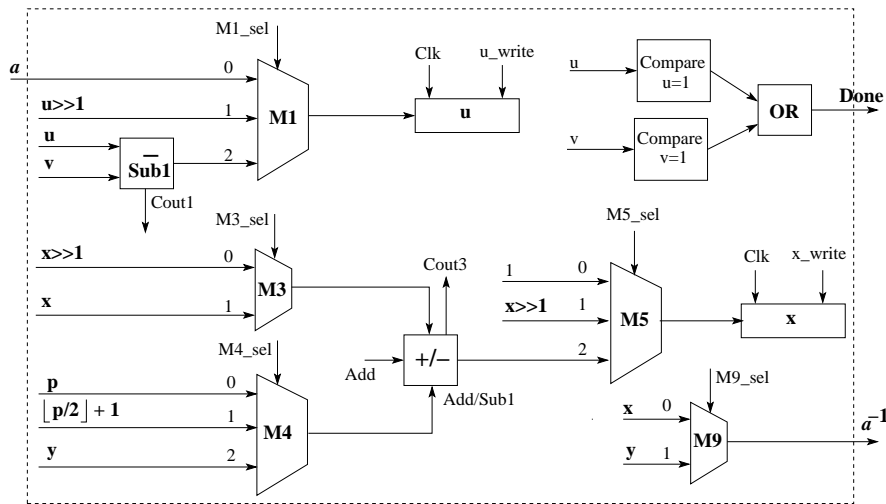 M1_sel
a
0
u>>1
1
u
v
Sub1
2
Cout1
M1
Clk
u_write
u
u
Compare
u=1
v
Compare
v=1
OR
Done
M3_sel
x>>1
0
x
1
M3
Cout3
M4_sel
p
0
⌊p/2⌋+1
1
y
2
M4
Add
+/−
Add/Sub1
M5_sel
1
0
x>>1
1
2
M5
Clk
x_write
x
M9_sel
x
0
y
1
M9
a−1